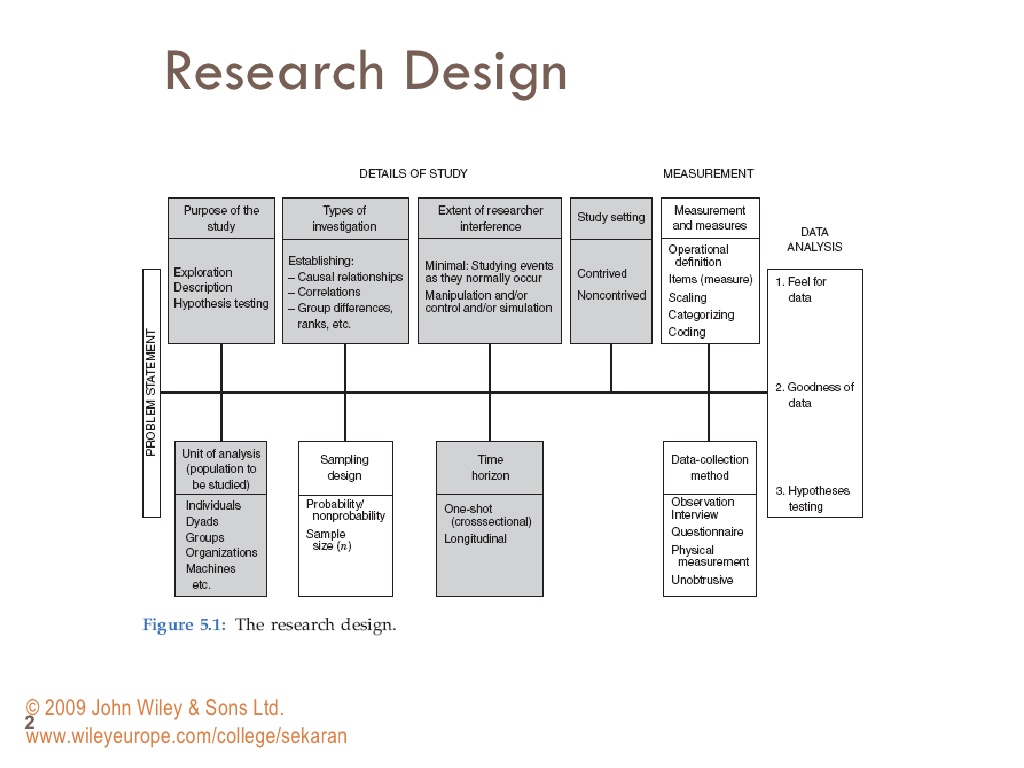 Research Design
DETAILS OF STUDY
MEASUREMENT
Purpose of the
study
Exploration
Description
Hypothesis testing
Types of
investigation
Establishing:
– Causal relationships
– Correlations
– Group differences,
ranks, etc.
Extent of researcher
interference
Minimal: Studying events
as they normally occur
Manipulation and/or
control and/or simulation
Study setting
Contrived
Noncontrived
Measurement
and measures
Operational
definition
Items (measure)
Scaling
Categorizing
Coding
DATA
ANALYSIS
1. Feel for
data
2. Goodness of
data
3. Hypotheses
testing
PROBLEM STATEMENT
Unit of analysis
(population to
be studied)
Individuals
Dyads
Groups
Organizations
Machines
etc.
Sampling
design
Probability/
nonprobability
Sample
size (n.)
Time
horizon
One-shot
(crosssectional)
Longitudinal
Data-collection
method
Observation
Interview
Questionnaire
Physical
measurement
Unobtrusive
Figure 5.1: The research design.
© 2009 John Wiley & Sons Ltd.
2
www.wileyeurope.com/college/sekaran